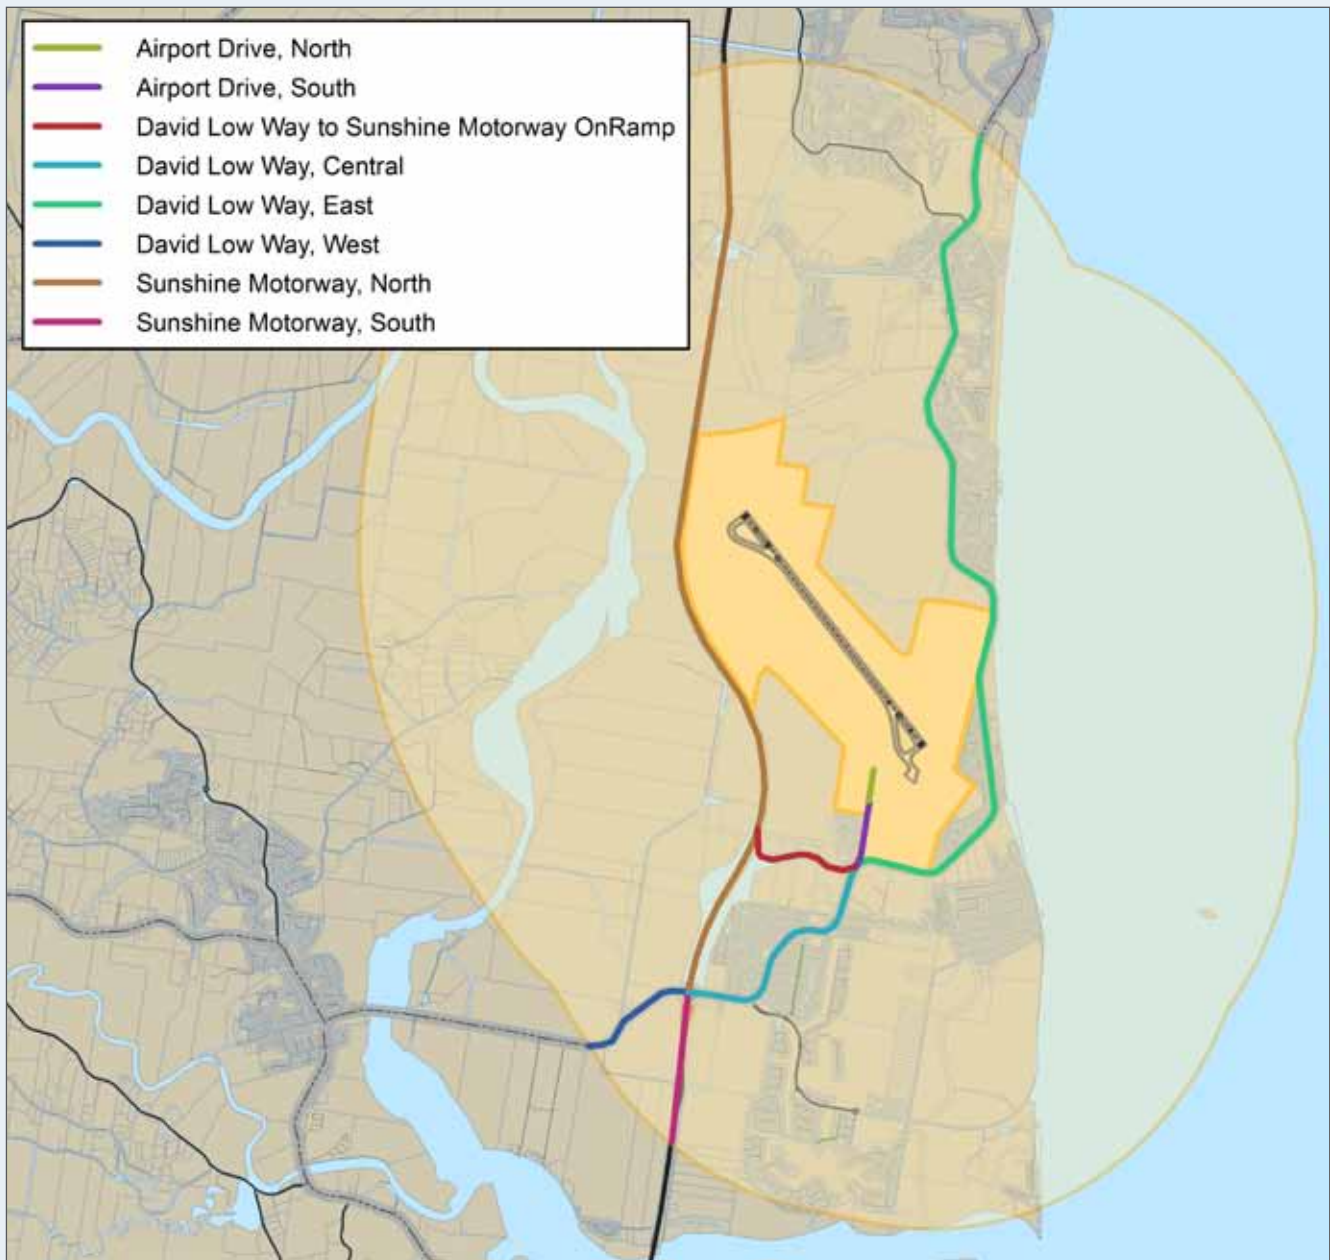 Airport Drive, North
Airport Drive, South
David Low Way to Sunshine Motorway OnRamp
David Low Way, Central
David Low Way, East
David Low Way, West
Sunshine Motorway, North
Sunshine Motorway, South